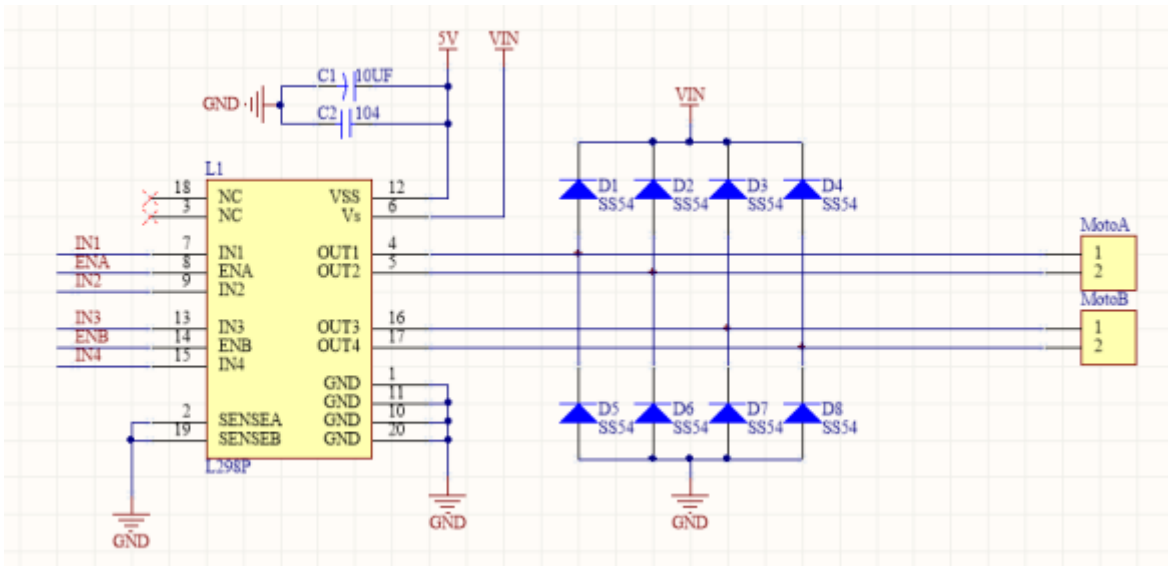 5V VIN
C1 10UF
GND
C2 104
VIN
L1
18 NC VSS 12
3 NC Vs 6
D1 D2 D3 D4
SS54 SS54 SS54 SS54
MotoA
IN1 7 IN1 OUT1 4 1
ENA 8 ENA OUT2 5 2
IN2 9 IN2
MotoB
IN3 13 IN3 OUT3 16 1
ENB 14 ENB OUT4 17 2
IN4 15 IN4
GND 1
GND 11
2 SENSEA GND 10
19 SENSEB GND 20
D5 D6 D7 D8
SS54 SS54 SS54 SS54
L298P
GND
GND
GND